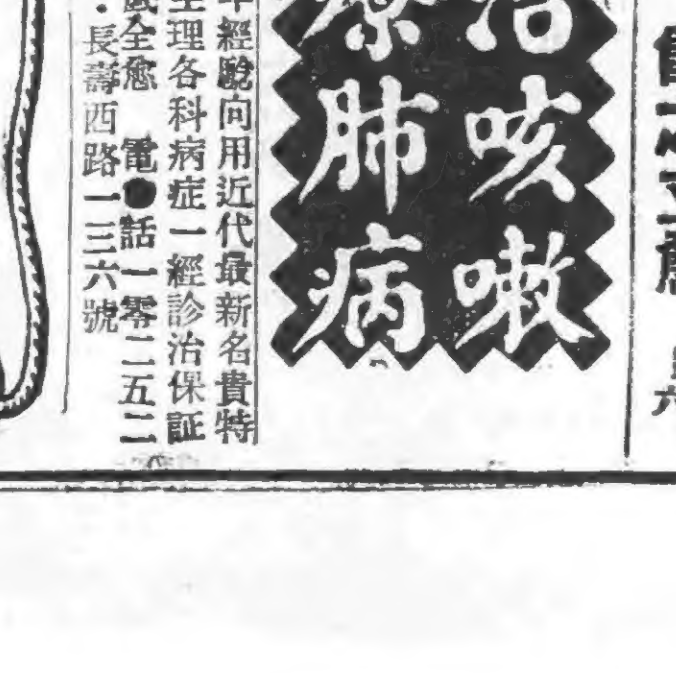 治咳嗽
療肺病
經驗向用近代最新名貴特
理各科病症一經診治保証
全愈　電●話一零二五二
・長壽西路一三六號